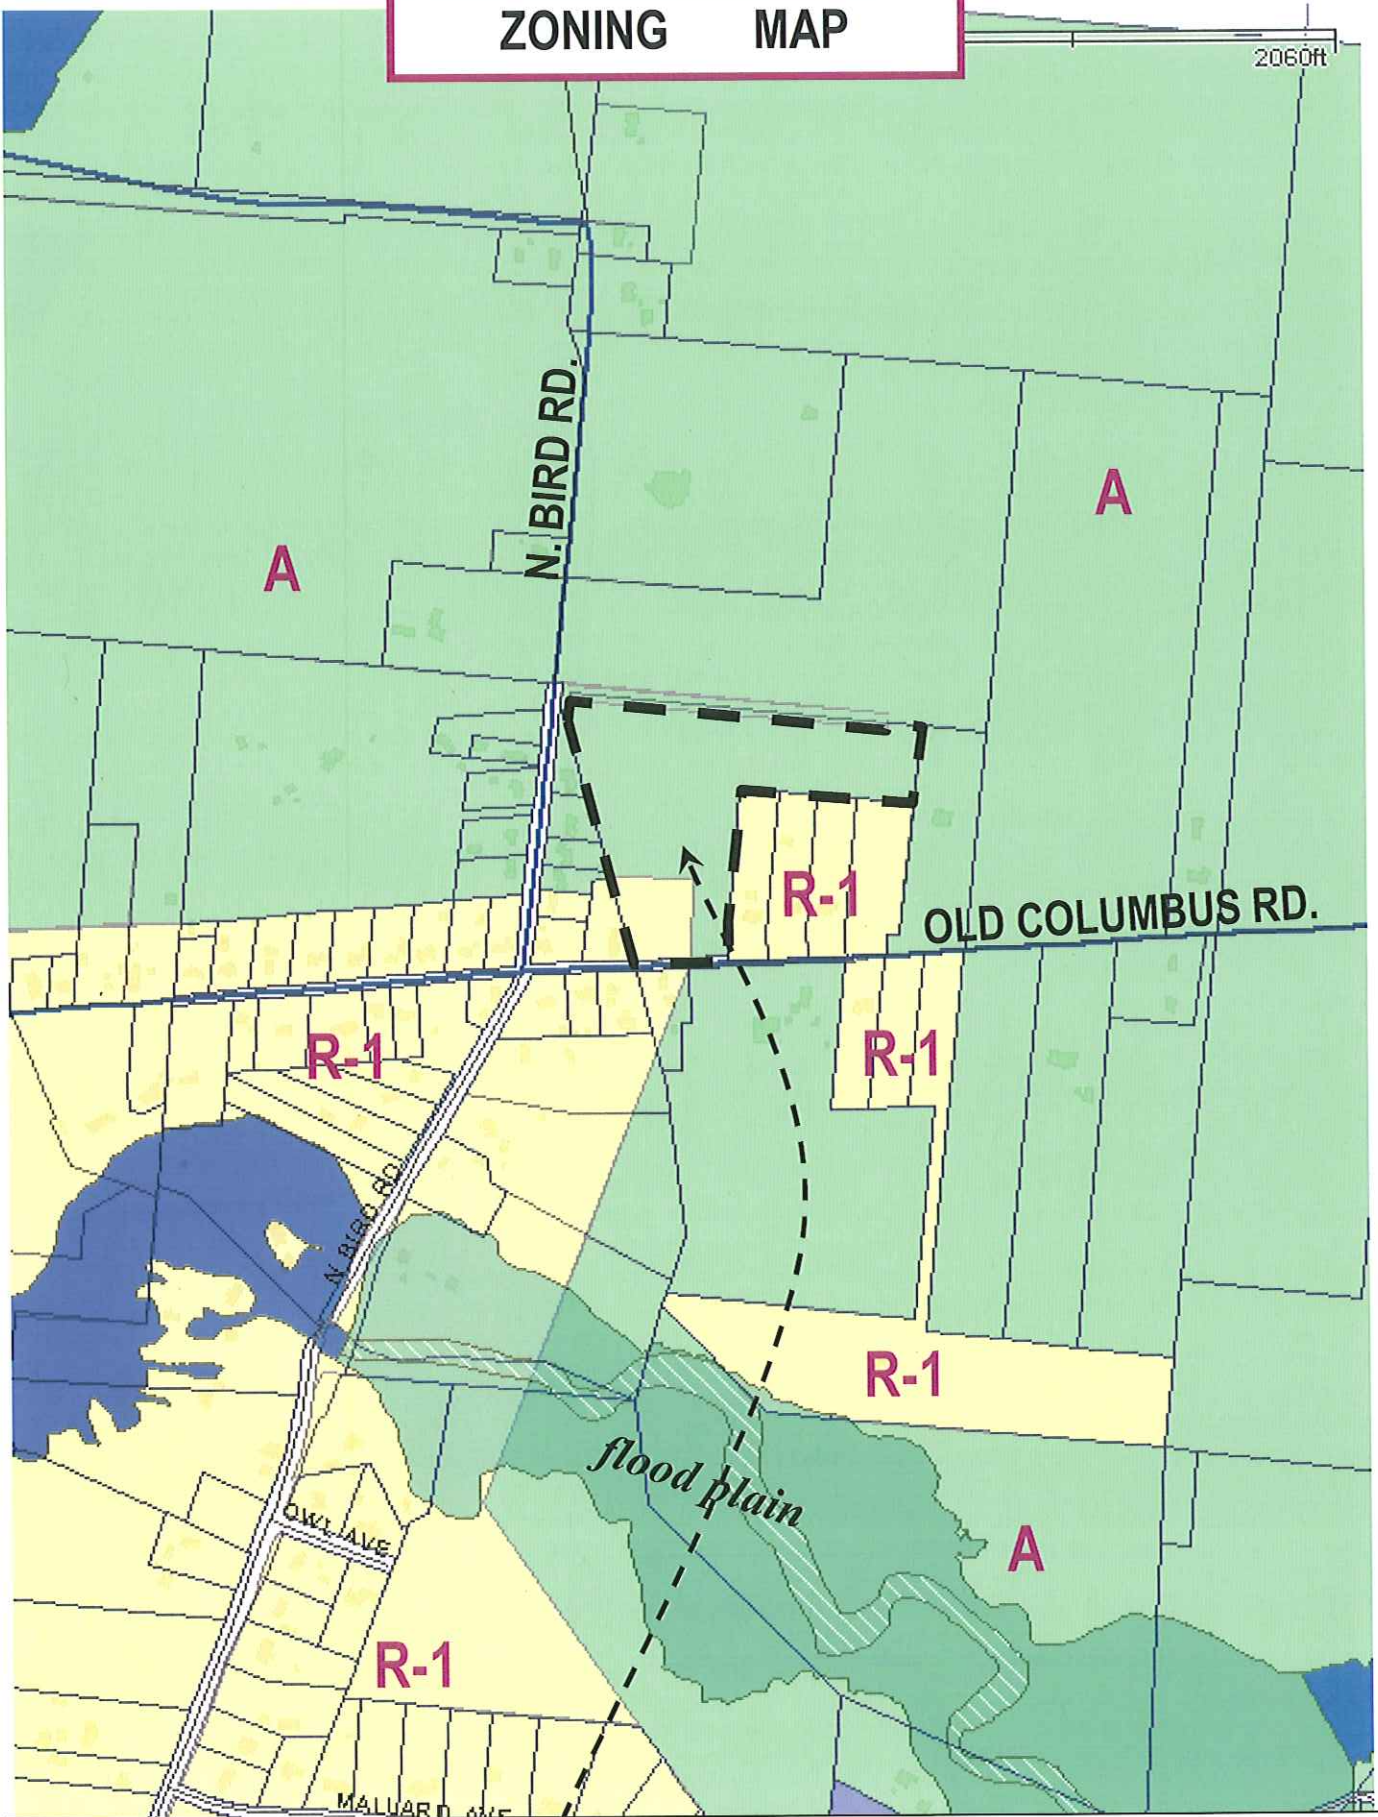 ZONING MAP
2060ft
N. BIRD RD.
A
A
R-1
OLD COLUMBUS RD.
R-1
R-1
N BIRD RD
R-1
flood plain
OWL AVE
A
R-1
MALLARD AVE